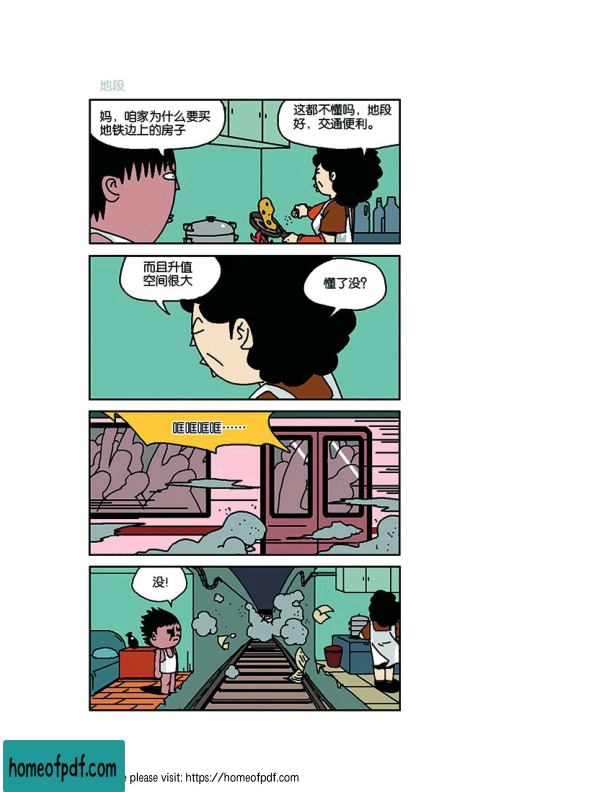 地段
妈，咱家为什么要买
地铁边上的房子
这都不懂吗，地段
好，交通便利。
而且升值
空间很大
懂了没？
哐哐哐哐……
没！
homeofpdf.com
e please visit: https://homeofpdf.com